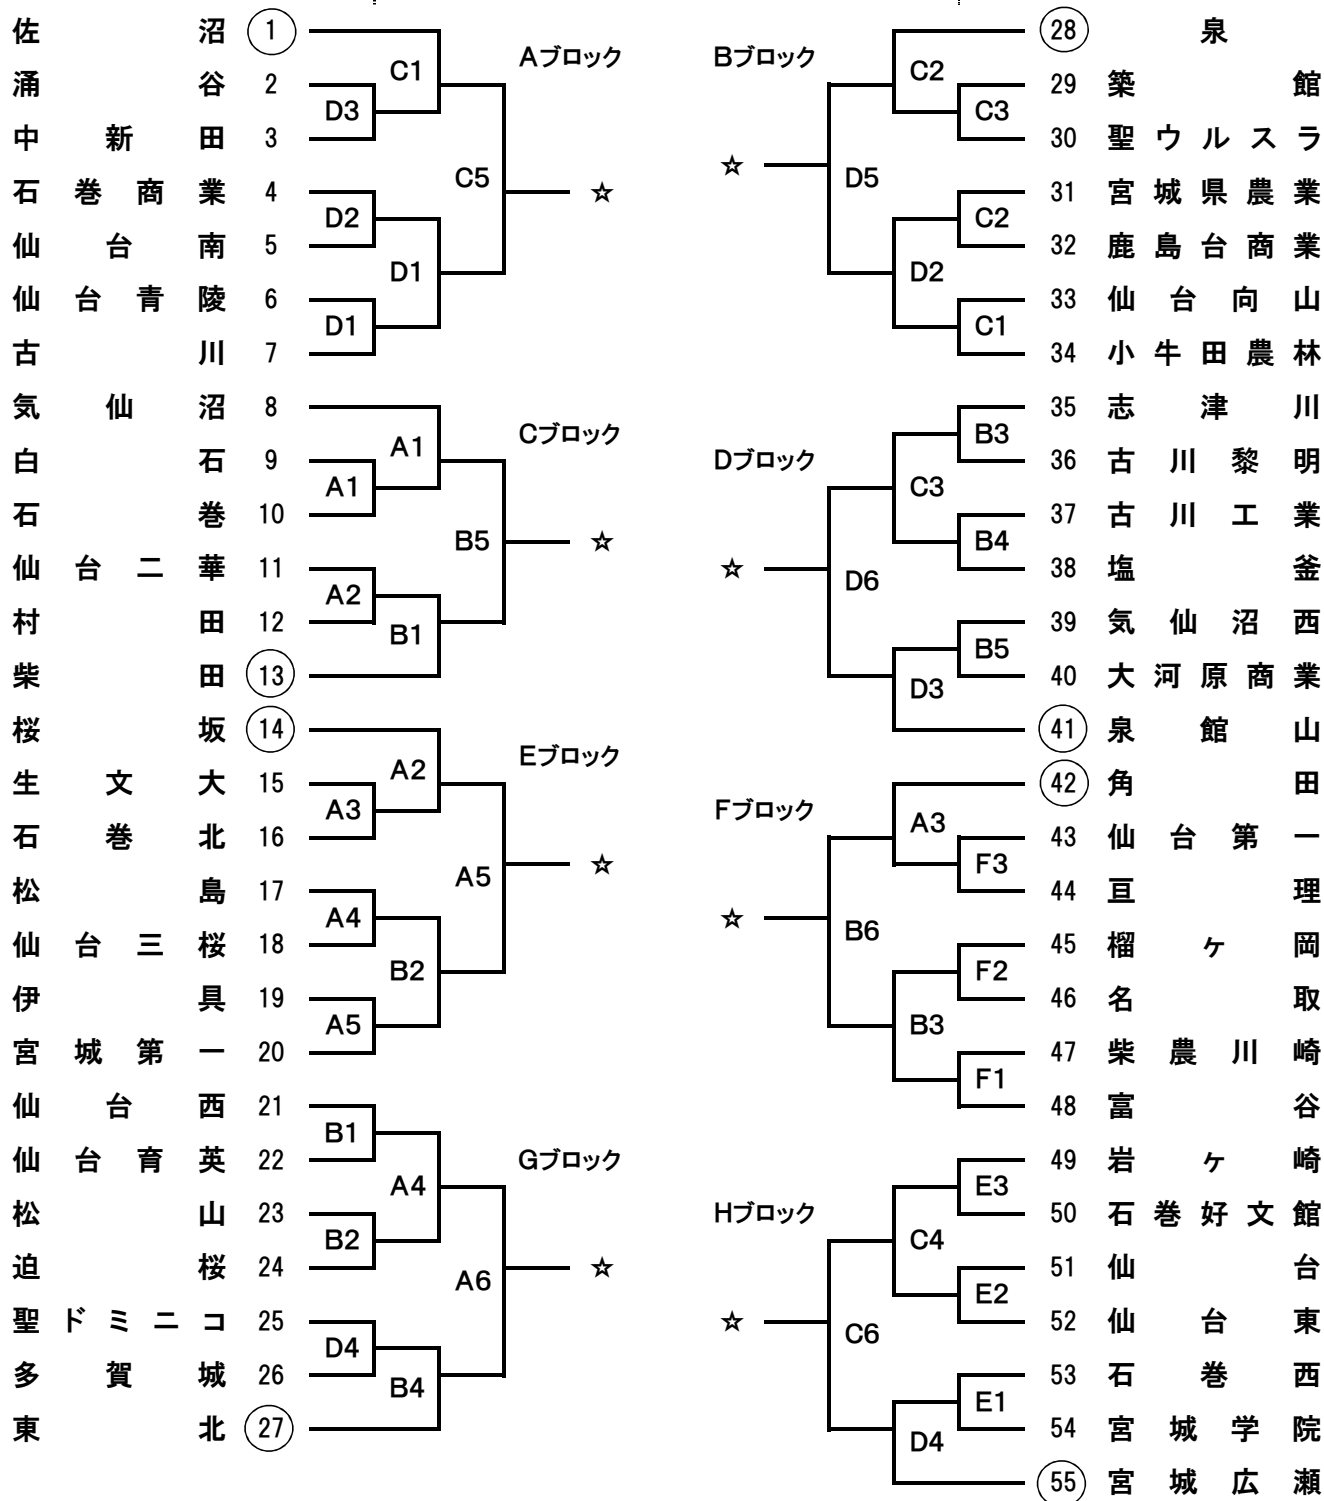 佐沼 1
涌谷 2
中新田 3
石巻商業 4
仙台南 5
仙台青陵 6
古川 7
気仙沼 8
白石 9
石巻 10
仙台二華 11
村田 12
柴田 13
桜坂 14
生文大 15
石巻北 16
松島 17
仙台三桜 18
伊具 19
宮城第一 20
仙台西 21
仙台育英 22
松山 23
迫桜 24
聖ドミニコ 25
多賀城 26
東北 27
Aブロック
C1
D3
C5 ☆
D2
D1
D1
Cブロック
A1
A1
B5 ☆
A2
B1
Eブロック
A2
A3
A5 ☆
A4
B2
A5
Gブロック
B1
A4
B2
A6 ☆
D4
B4
Bブロック
C2
C3
☆ D5
C2
D2
C1
Dブロック
B3
C3
B4
☆ D6
B5
D3
Fブロック
A3
F3
☆ B6
F2
B3
F1
Hブロック
E3
C4
E2
☆ C6
E1
D4
28 泉
29 築館
30 聖ウルスラ
31 宮城県農業
32 鹿島台商業
33 仙台向山
34 小牛田農林
35 志津川
36 古川黎明
37 古川工業
38 塩釜
39 気仙沼西
40 大河原商業
41 泉館山
42 角田
43 仙台第一
44 亘理
45 榴ヶ岡
46 名取
47 柴農川崎
48 富谷
49 岩ヶ崎
50 石巻好文館
51 仙台
52 仙台東
53 石巻西
54 宮城学院
55 宮城広瀬